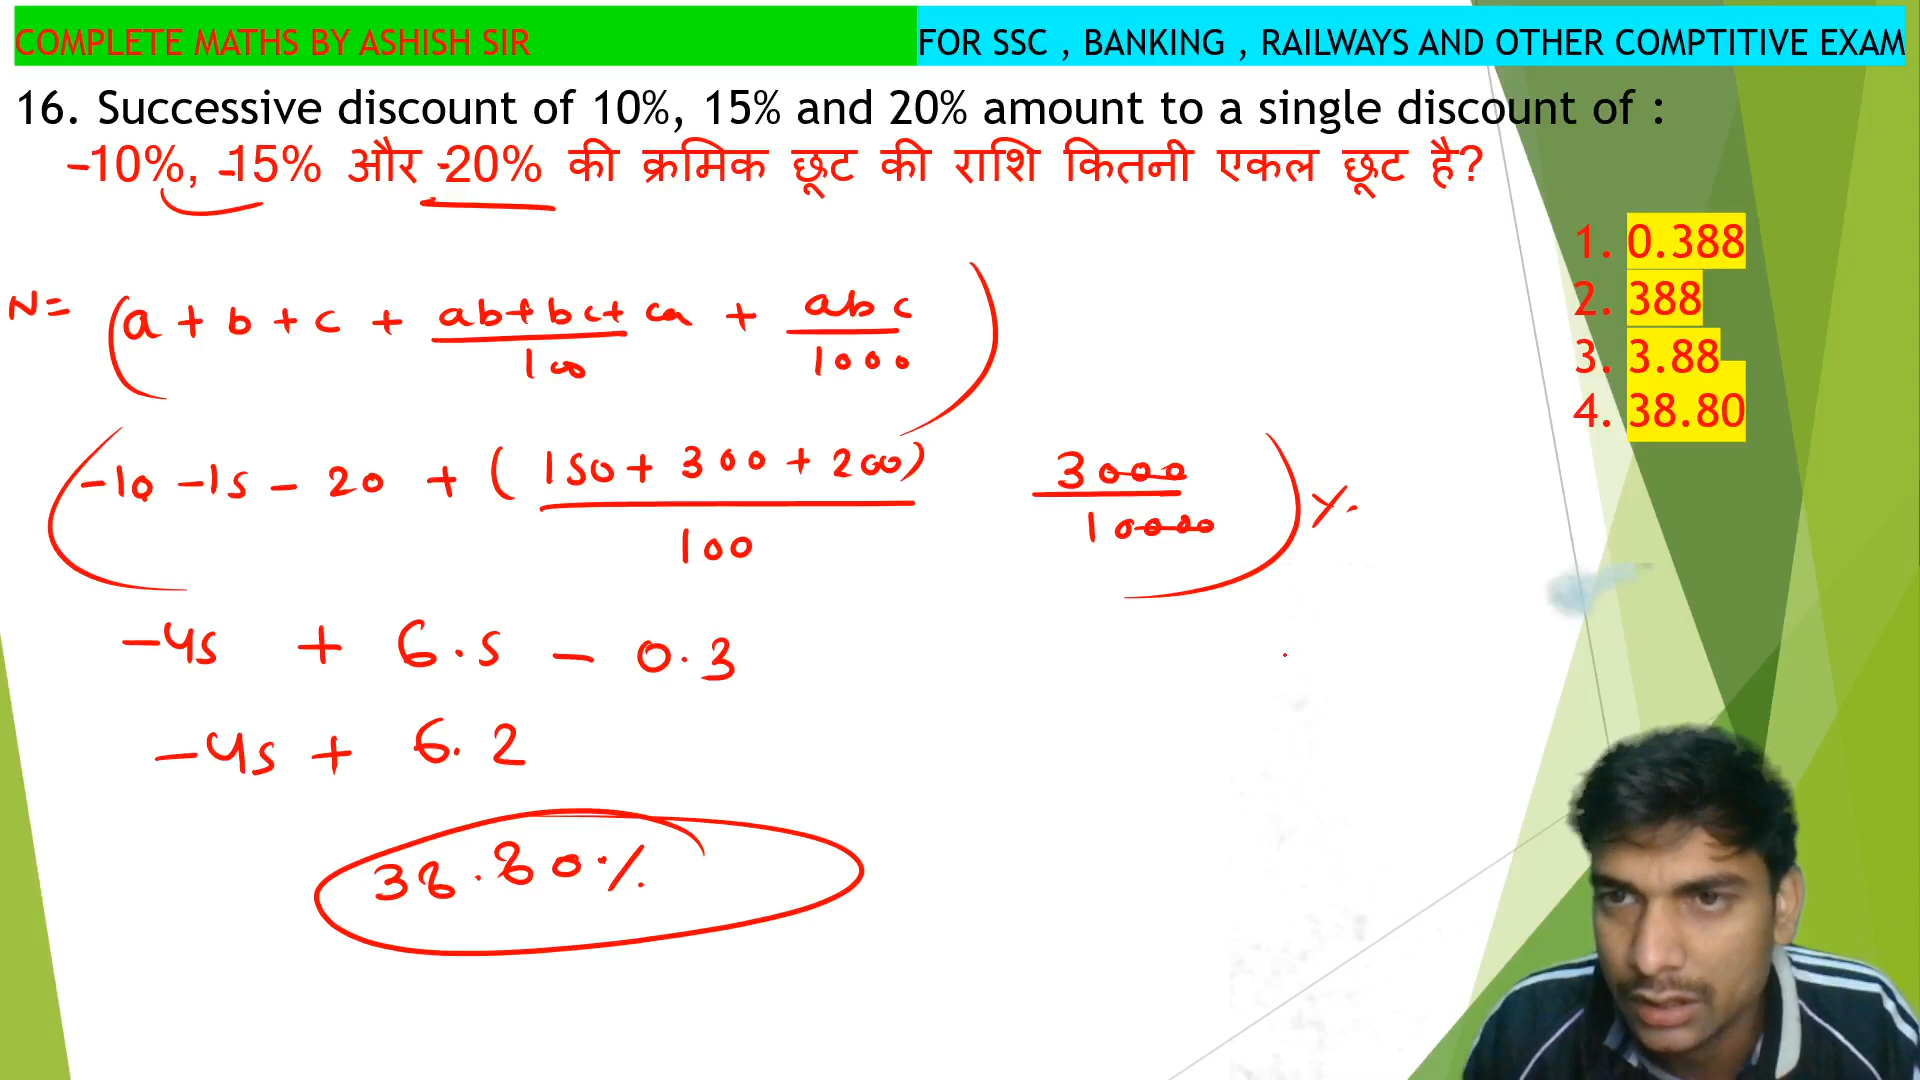 COMPLETE MATHS BY ASHISH SIR
FOR SSC , BANKING , RAILWAYS AND OTHER COMPTITIVE EXAM
16. Successive discount of 10%, 15% and 20% amount to a single discount of :
-10%, -15% और -20% की क्रमिक छूट की राशि कितनी एकल छूट है?
1. 0.388
2. 388
3. 3.88
4. 38.80
N= (a + b + c + ab+bc+ca/100 + abc/1000)
(-10 -15 - 20 + (150+ 300 + 200)/100 3000/10000) %
-45 + 6.5 - 0.3
-45 + 6.2
38.80%